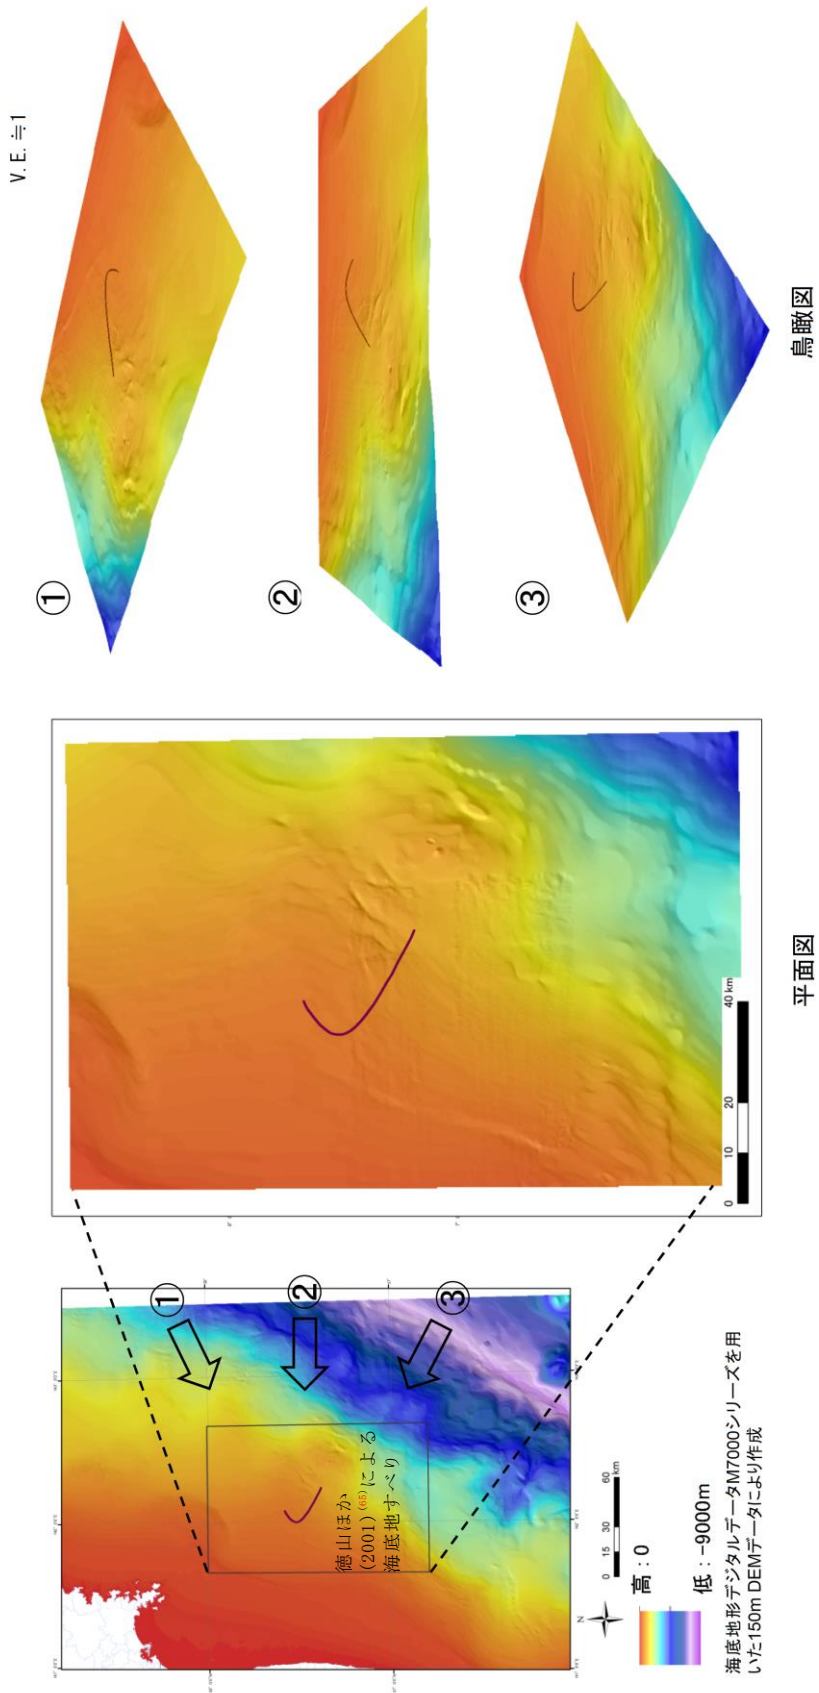 V. E. ≒1
①
②
③
鳥瞰図
平面図
0 10 20 40 km
①
②
③
徳山ほか
(2001)⁽⁶⁵⁾による
海底地すべり
N
0 15 30 60
km
高 : 0
低 : -9000m
海底地形デジタルデータM7000シリーズを用
いた150m DEMデータにより作成